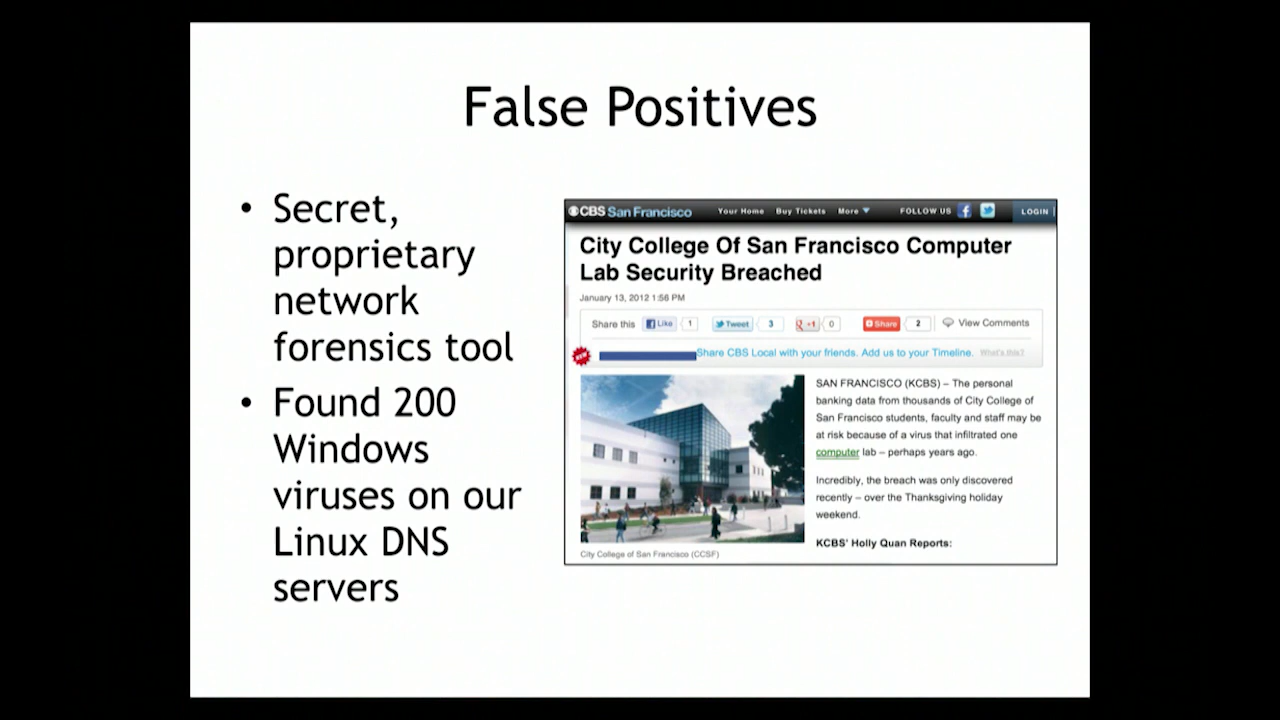 False Positives
• Secret,
proprietary
network
forensics tool
• Found 200
Windows
viruses on our
Linux DNS
servers
CBS San Francisco Your Home Buy Tickets More FOLLOW US LOGIN
City College Of San Francisco Computer
Lab Security Breached
January 13, 2012 1:56 PM
Share this Like 1 Tweet 3 +1 0 Share 2 View Comments
NEW Share CBS Local with your friends. Add us to your Timeline. What's this?
SAN FRANCISCO (KCBS) – The personal
banking data from thousands of City College of
San Francisco students, faculty and staff may be
at risk because of a virus that infiltrated one
computer lab – perhaps years ago.
Incredibly, the breach was only discovered
recently – over the Thanksgiving holiday
weekend.
KCBS' Holly Quan Reports:
City College of San Francisco (CCSF)